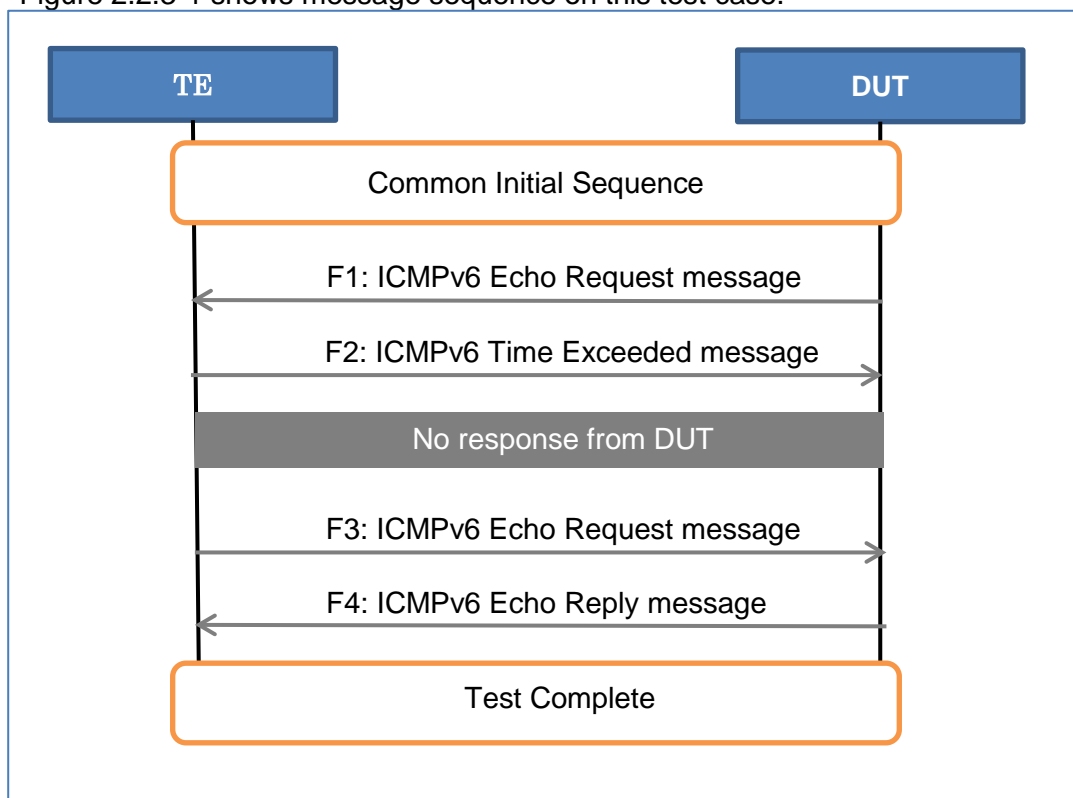 TE
DUT
Common Initial Sequence
F1: ICMPv6 Echo Request message
F2: ICMPv6 Time Exceeded message
No response from DUT
F3: ICMPv6 Echo Request message
F4: ICMPv6 Echo Reply message
Test Complete